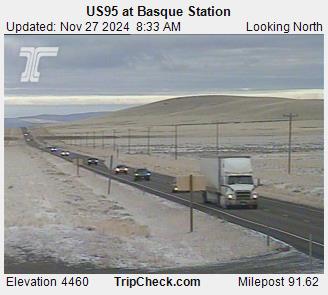 US95 at Basque Station
Updated: Nov 27 2024 8:33 AM Looking North
Elevation 4460 TripCheck.com Milepost 91.62